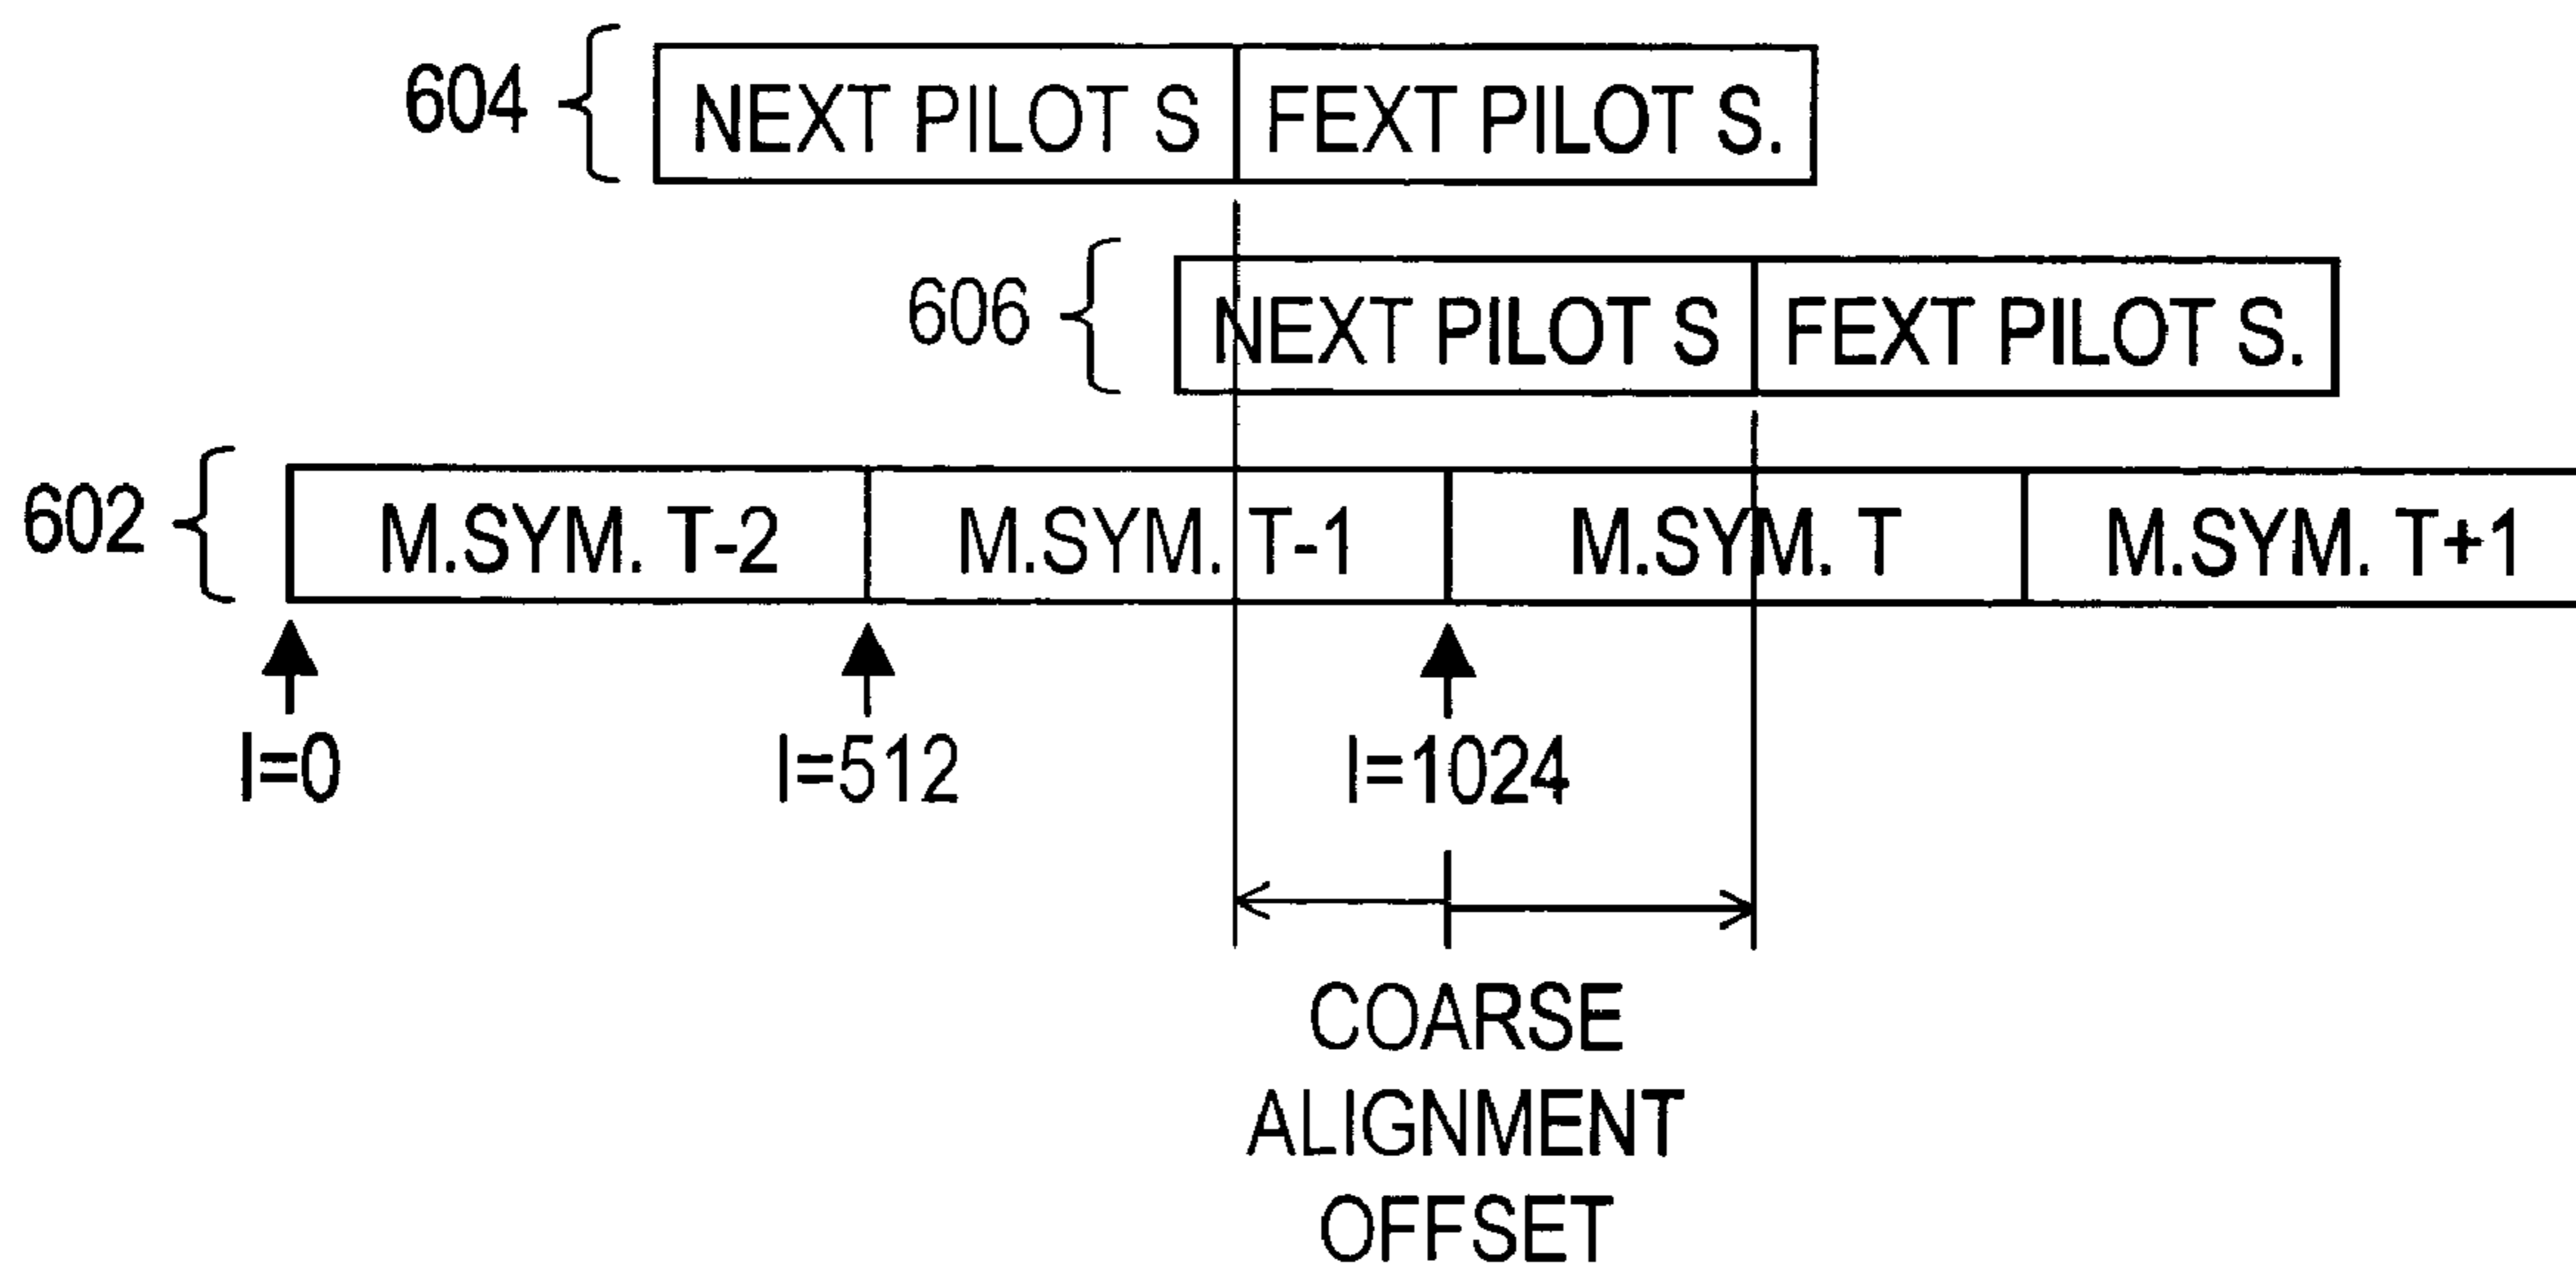 604 NEXT PILOT S FEXT PILOT S.
606 NEXT PILOT S FEXT PILOT S.
602 M.SYM. T-2 M.SYM. T-1 M.SYM. T M.SYM. T+1
I=0 I=512 I=1024
COARSE
ALIGNMENT
OFFSET